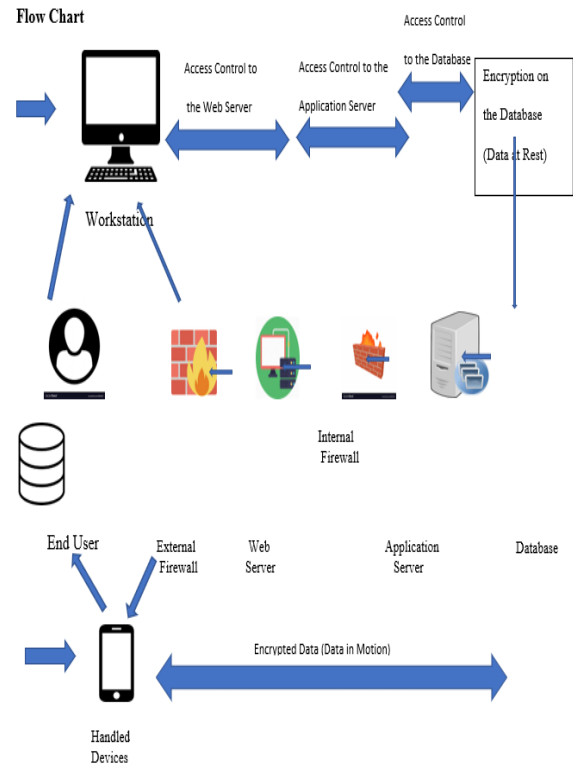 Flow Chart
Access Control
to the Database
Access Control to
the Web Server
Access Control to the
Application Server
Encryption on
the Database
(Data at Rest)
Workstation
Internal
Firewall
End User
External
Firewall
Web
Server
Application
Server
Database
Encrypted Data (Data in Motion)
Handled
Devices